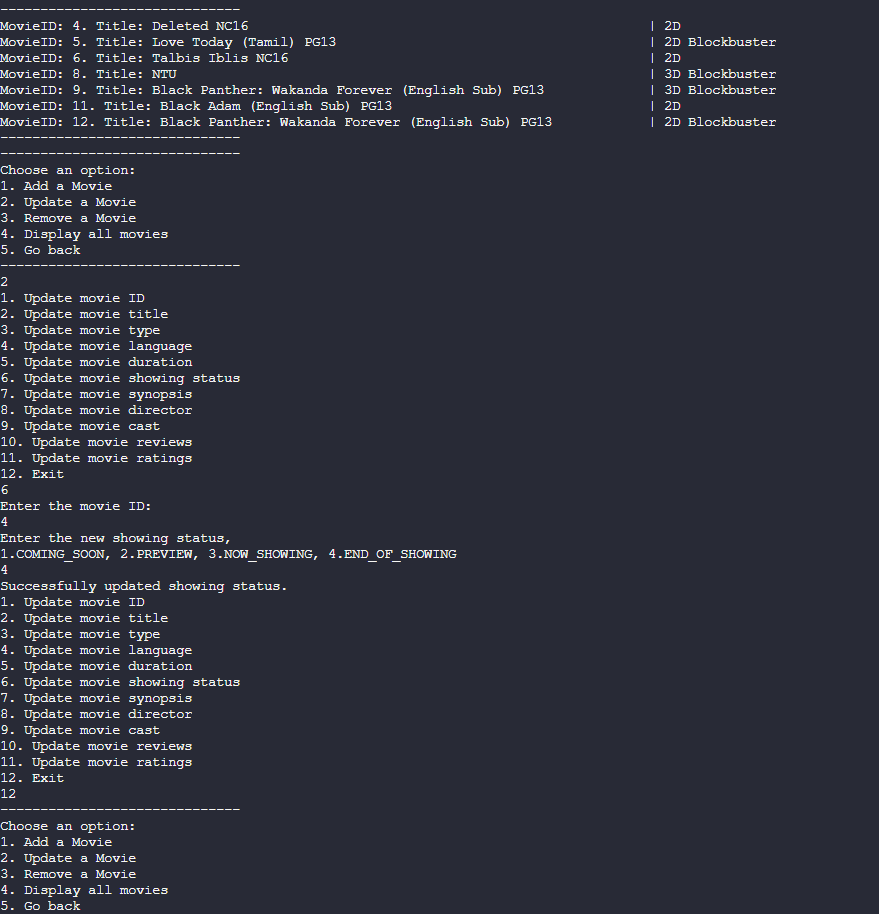 ------------------------------
MovieID: 4. Title: Deleted NC16 | 2D
MovieID: 5. Title: Love Today (Tamil) PG13 | 2D Blockbuster
MovieID: 6. Title: Talbis Iblis NC16 | 2D
MovieID: 8. Title: NTU | 3D Blockbuster
MovieID: 9. Title: Black Panther: Wakanda Forever (English Sub) PG13 | 3D Blockbuster
MovieID: 11. Title: Black Adam (English Sub) PG13 | 2D
MovieID: 12. Title: Black Panther: Wakanda Forever (English Sub) PG13 | 2D Blockbuster
------------------------------
------------------------------
Choose an option:
1. Add a Movie
2. Update a Movie
3. Remove a Movie
4. Display all movies
5. Go back
------------------------------
2
1. Update movie ID
2. Update movie title
3. Update movie type
4. Update movie language
5. Update movie duration
6. Update movie showing status
7. Update movie synopsis
8. Update movie director
9. Update movie cast
10. Update movie reviews
11. Update movie ratings
12. Exit
6
Enter the movie ID:
4
Enter the new showing status,
1.COMING_SOON, 2.PREVIEW, 3.NOW_SHOWING, 4.END_OF_SHOWING
4
Successfully updated showing status.
1. Update movie ID
2. Update movie title
3. Update movie type
4. Update movie language
5. Update movie duration
6. Update movie showing status
7. Update movie synopsis
8. Update movie director
9. Update movie cast
10. Update movie reviews
11. Update movie ratings
12. Exit
12
------------------------------
Choose an option:
1. Add a Movie
2. Update a Movie
3. Remove a Movie
4. Display all movies
5. Go back